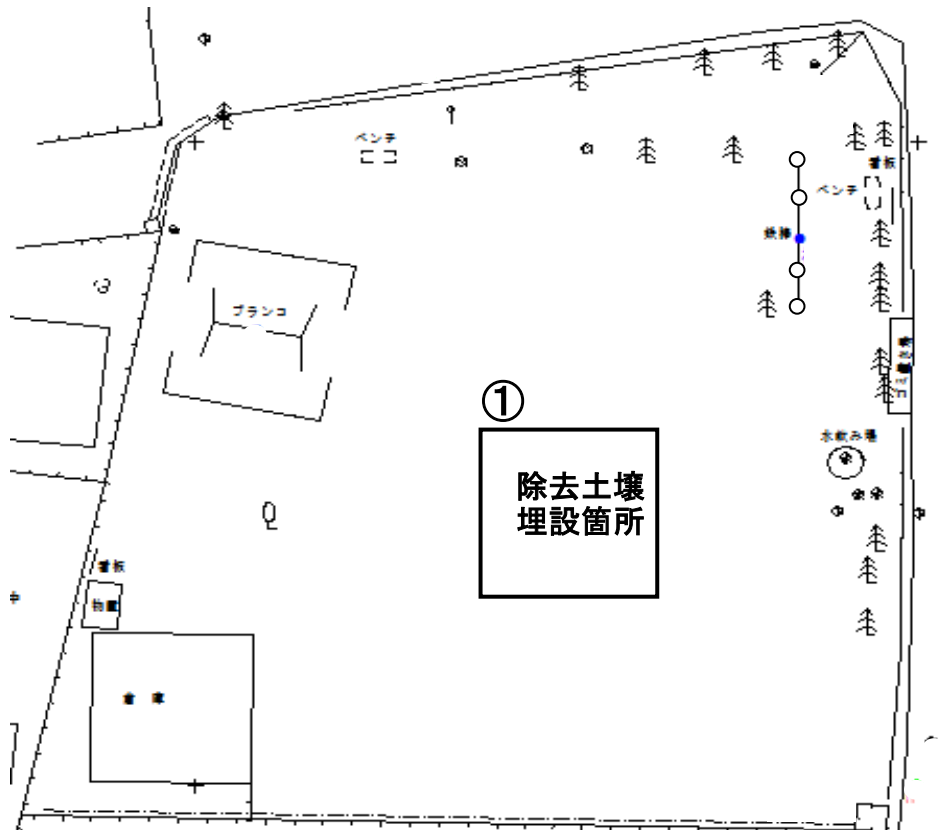 ベンチ
看板
ベンチ
鉄棒
ブランコ
①
除去土壌
埋設箇所
水飲み場
看板
物置
倉 庫